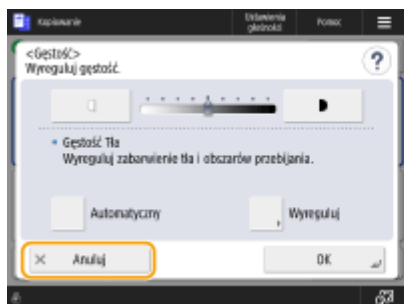 Kopiowanie
Ustawienia głośności
Pomoc
<Gęstość>
Wyreguluj gęstość.
?
Gęstość Tła
Wyreguluj zabarwienie tła i obszarów przebijania.
Automatyczny
Wyreguluj
Anuluj
OK